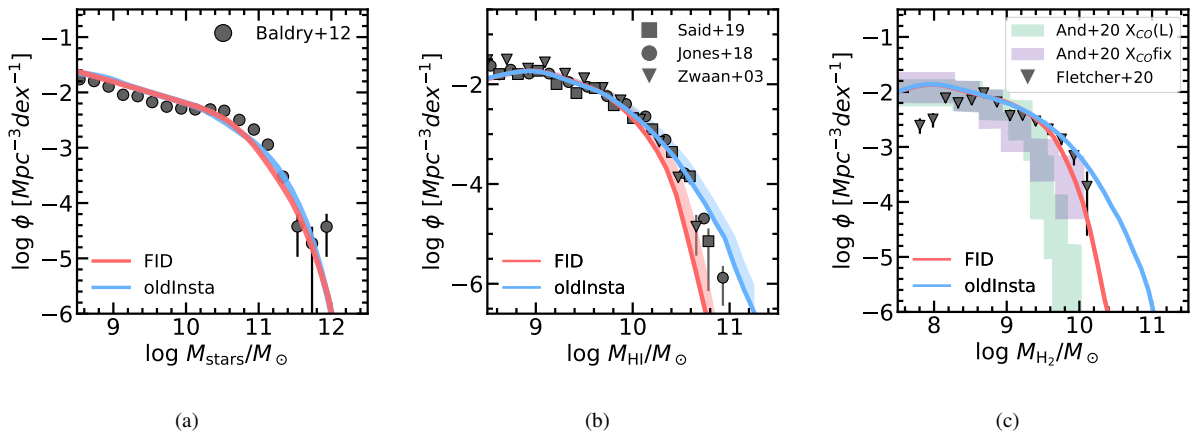 −1
−2
−3
−4
−5
−6
9
10
11
12
log ϕ [Mpc⁻³dex⁻¹]
log M_stars/M_⊙
Baldry+12
FID
oldInsta
(a)
−2
−4
−6
9
10
11
log ϕ [Mpc⁻³dex⁻¹]
log M_HI/M_⊙
Said+19
Jones+18
Zwaan+03
FID
oldInsta
(b)
−1
−2
−3
−4
−5
−6
8
9
10
11
log ϕ [Mpc⁻³dex⁻¹]
log M_H₂/M_⊙
And+20 X_CO(L)
And+20 X_COfix
Fletcher+20
FID
oldInsta
(c)